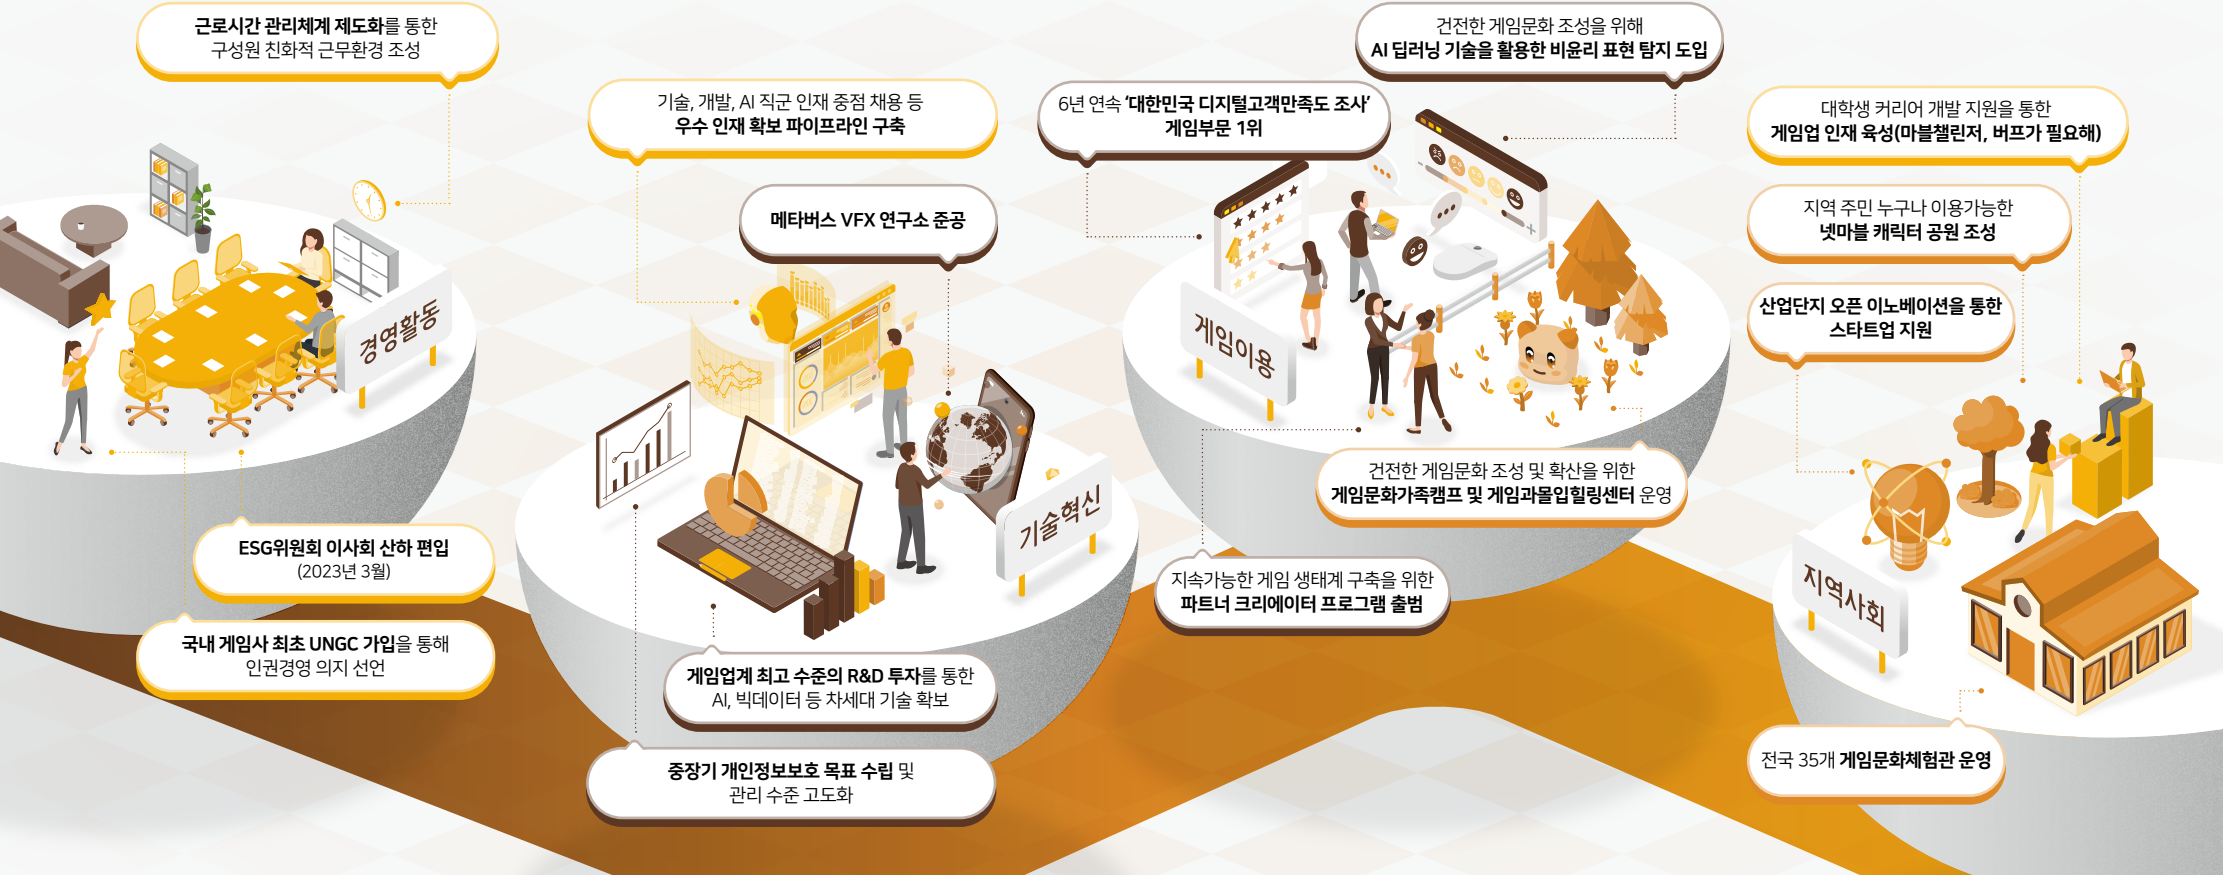 근로시간 관리체계 제도화를 통한
구성원 친화적 근무환경 조성
경영활동
ESG위원회 이사회 산하 편입
(2023년 3월)
국내 게임사 최초 UNGC 가입을 통해
인권경영 의지 선언
기술, 개발, AI 직군 인재 중점 채용 등
우수 인재 확보 파이프라인 구축
메타버스 VFX 연구소 준공
기술혁신
게임업계 최고 수준의 R&D 투자를 통한
AI, 빅데이터 등 차세대 기술 확보
중장기 개인정보보호 목표 수립 및
관리 수준 고도화
건전한 게임문화 조성을 위해
AI 딥러닝 기술을 활용한 비윤리 표현 탐지 도입
6년 연속 '대한민국 디지털고객만족도 조사'
게임부문 1위
게임이용
건전한 게임문화 조성 및 확산을 위한
게임문화가족캠프 및 게임과몰입힐링센터 운영
지속가능한 게임 생태계 구축을 위한
파트너 크리에이터 프로그램 출범
대학생 커리어 개발 지원을 통한
게임업 인재 육성(마블챌린저, 버프가 필요해)
지역 주민 누구나 이용가능한
넷마블 캐릭터 공원 조성
산업단지 오픈 이노베이션을 통한
스타트업 지원
지역사회
전국 35개 게임문화체험관 운영